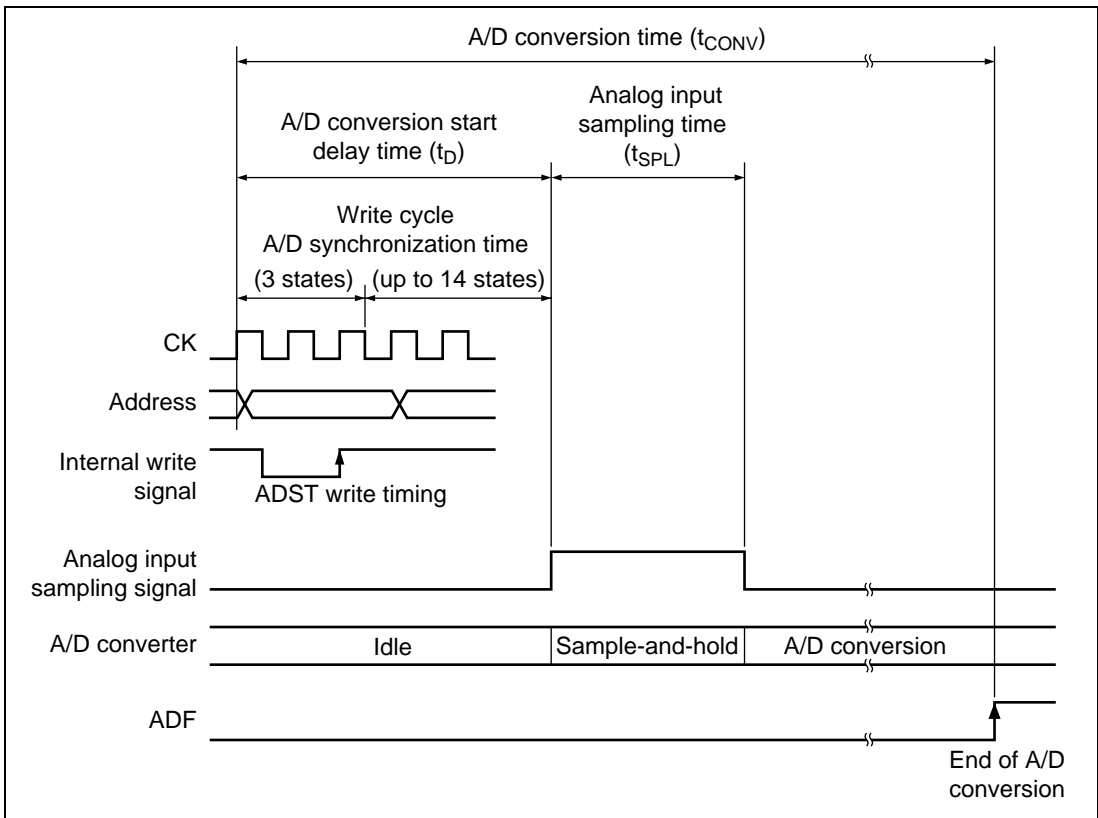 A/D conversion time (tCONV)
Analog input
sampling time
(tSPL)
A/D conversion start
delay time (tD)
Write cycle
A/D synchronization time
(3 states) (up to 14 states)
CK
Address
Internal write
signal
ADST write timing
Analog input
sampling signal
A/D converter
Idle
Sample-and-hold
A/D conversion
ADF
End of A/D
conversion